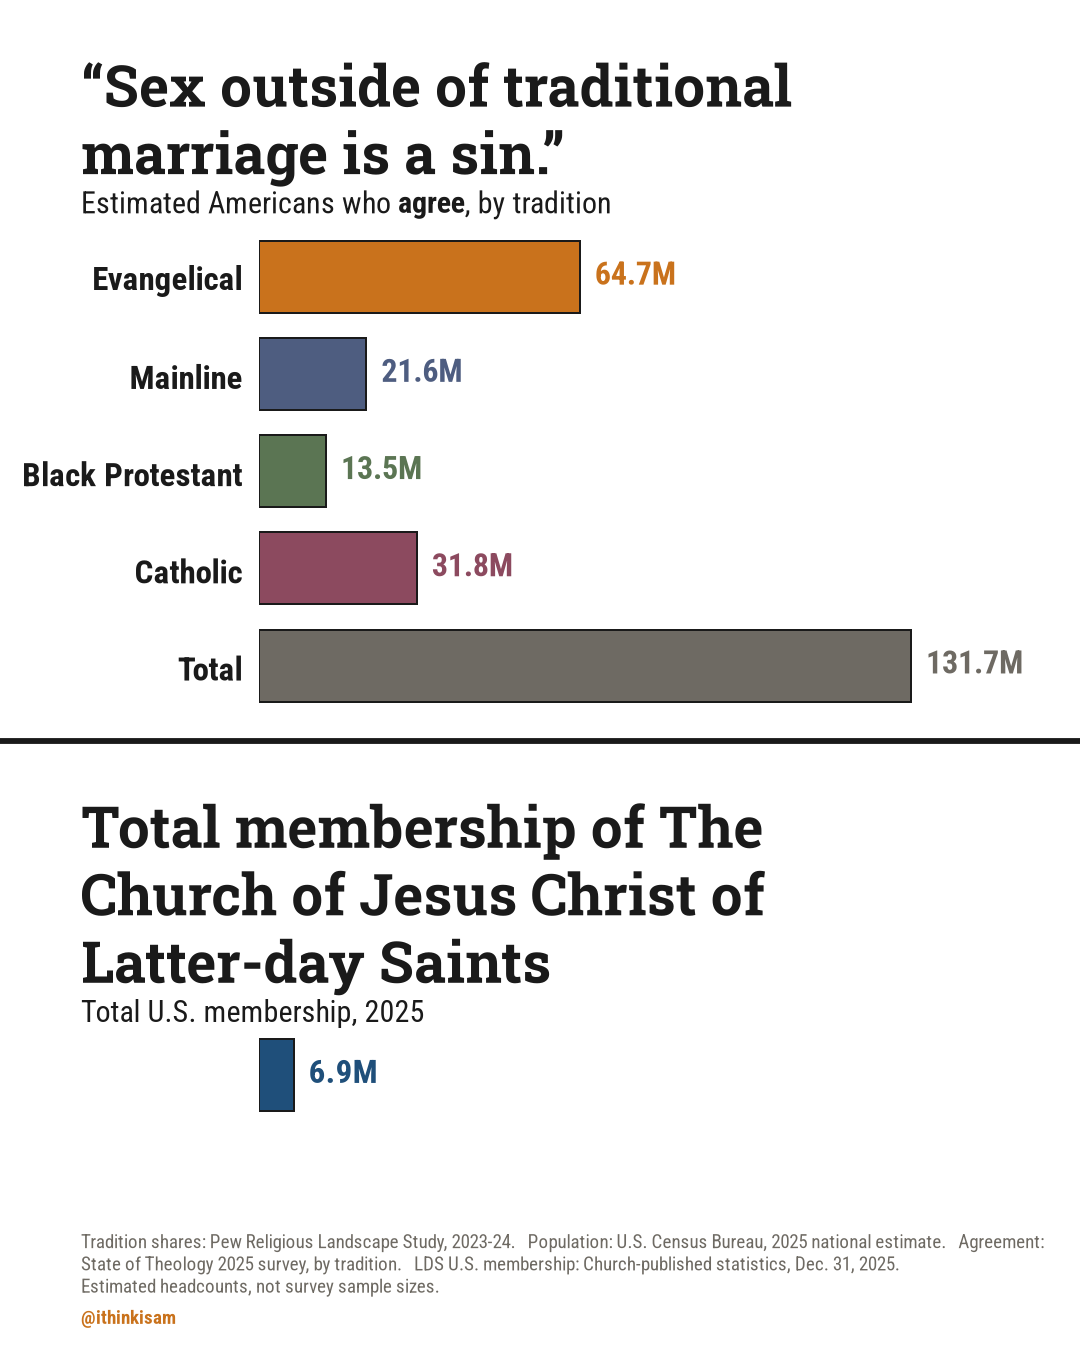 “Sex outside of traditional
marriage is a sin.”
Estimated Americans who agree, by tradition
Evangelical 64.7M
Mainline 21.6M
Black Protestant 13.5M
Catholic 31.8M
Total 131.7M
Total membership of The
Church of Jesus Christ of
Latter-day Saints
Total U.S. membership, 2025
6.9M
Tradition shares: Pew Religious Landscape Study, 2023-24. Population: U.S. Census Bureau, 2025 national estimate. Agreement:
State of Theology 2025 survey, by tradition. LDS U.S. membership: Church-published statistics, Dec. 31, 2025.
Estimated headcounts, not survey sample sizes.
@ithinkisam